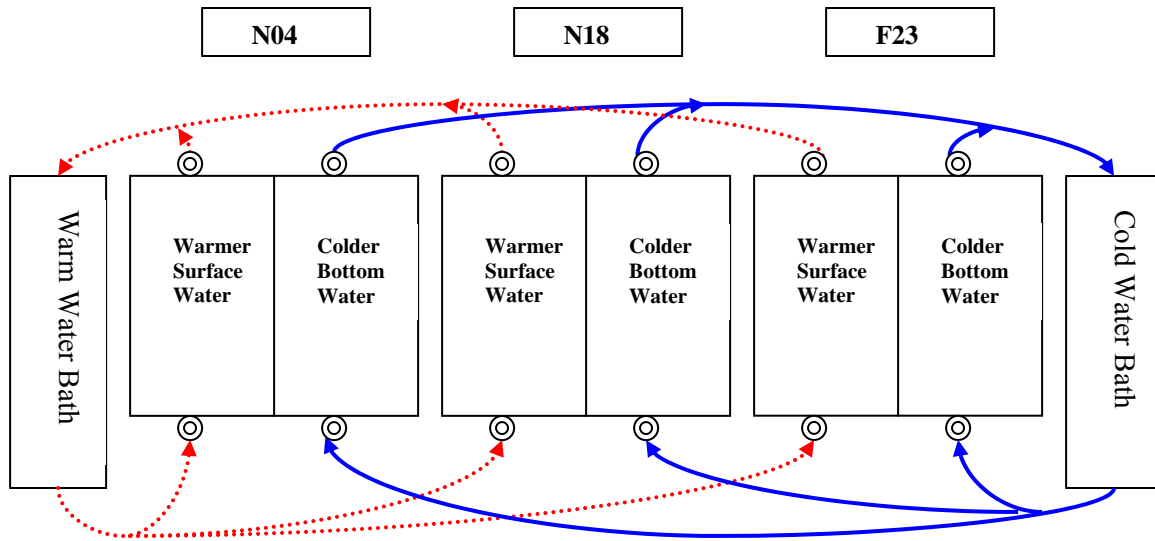 N04
N18
F23
Warm Water Bath
Warmer
Surface
Water
Colder
Bottom
Water
Warmer
Surface
Water
Colder
Bottom
Water
Warmer
Surface
Water
Colder
Bottom
Water
Cold Water Bath